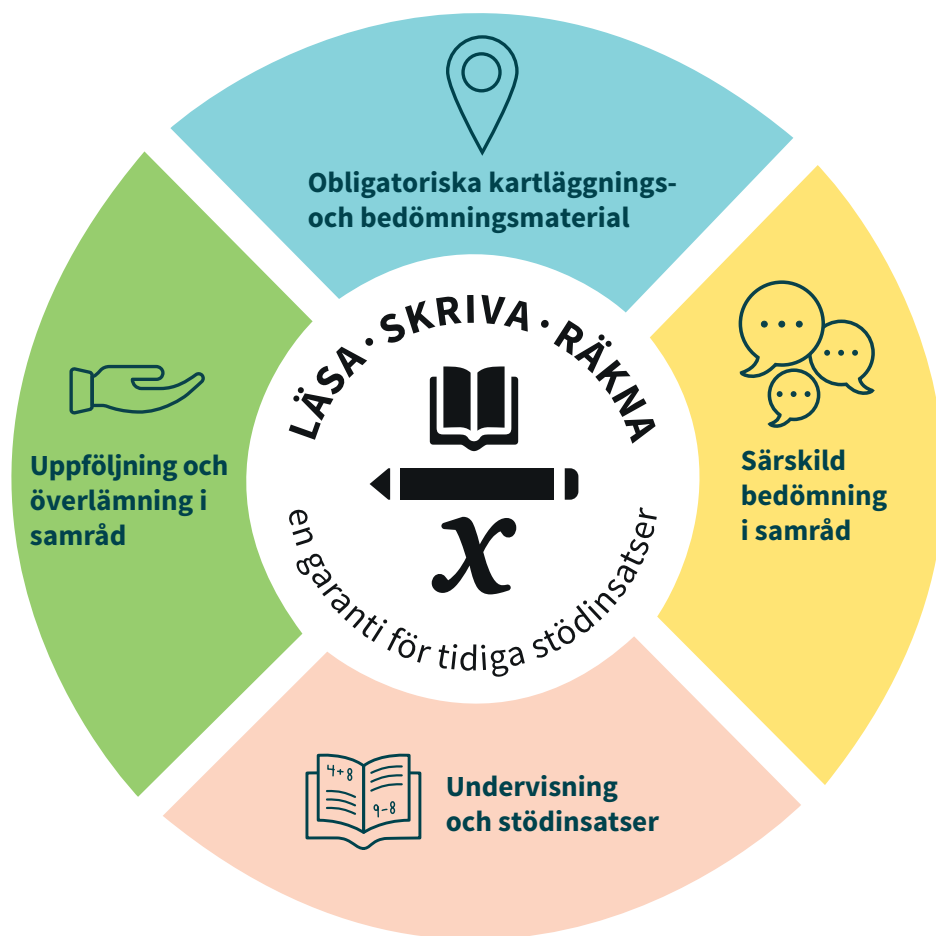 Obligatoriska kartläggnings-
och bedömningsmaterial
Särskild
bedömning
i samråd
Undervisning
och stödinsatser
4+8
9-8
Uppföljning och
överlämning i
samråd
LÄSA · SKRIVA · RÄKNA
x
en garanti för tidiga stödinsatser